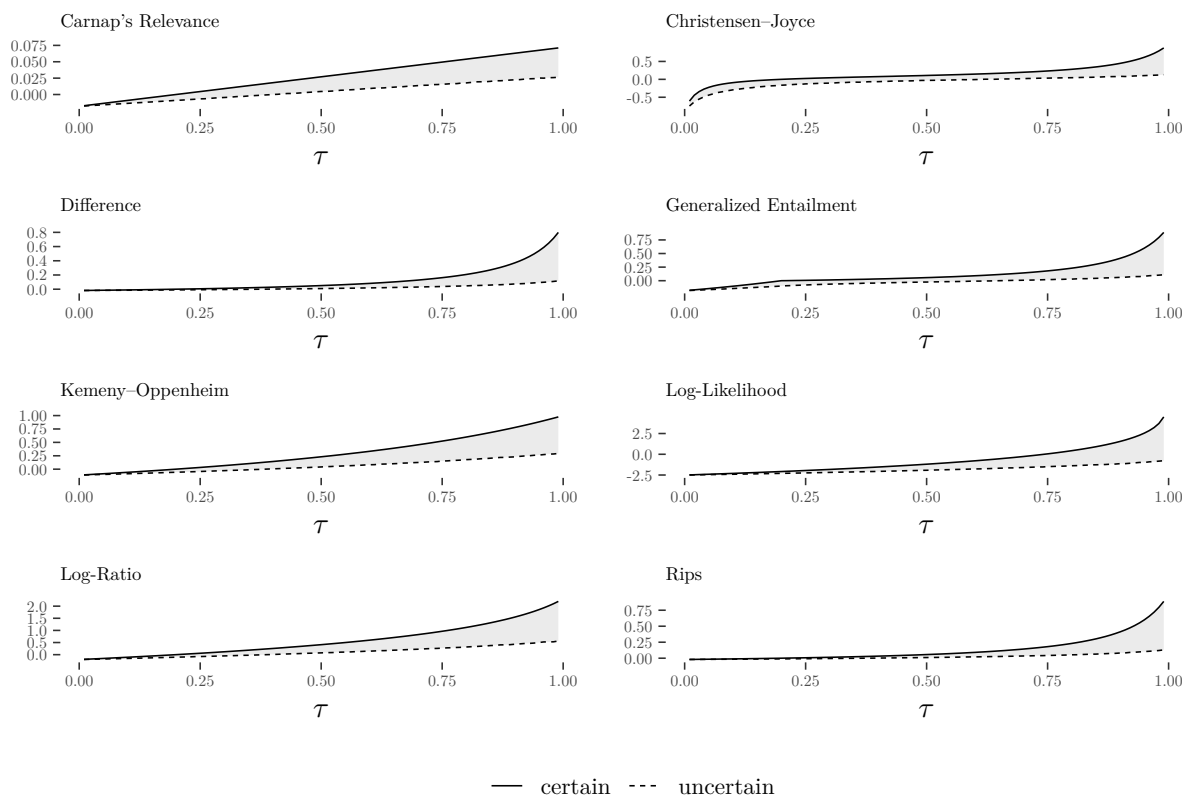 Carnap's Relevance
0.075
0.050
0.025
0.000
0.00 0.25 0.50 0.75 1.00
τ
Christensen–Joyce
0.5
0.0
-0.5
0.00 0.25 0.50 0.75 1.00
τ
Difference
0.8
0.6
0.4
0.2
0.0
0.00 0.25 0.50 0.75 1.00
τ
Generalized Entailment
0.75
0.50
0.25
0.00
0.00 0.25 0.50 0.75 1.00
τ
Kemeny–Oppenheim
1.00
0.75
0.50
0.25
0.00
0.00 0.25 0.50 0.75 1.00
τ
Log-Likelihood
2.5
0.0
-2.5
0.00 0.25 0.50 0.75 1.00
τ
Log-Ratio
2.0
1.5
1.0
0.5
0.0
0.00 0.25 0.50 0.75 1.00
τ
Rips
0.75
0.50
0.25
0.00
0.00 0.25 0.50 0.75 1.00
τ
certain uncertain